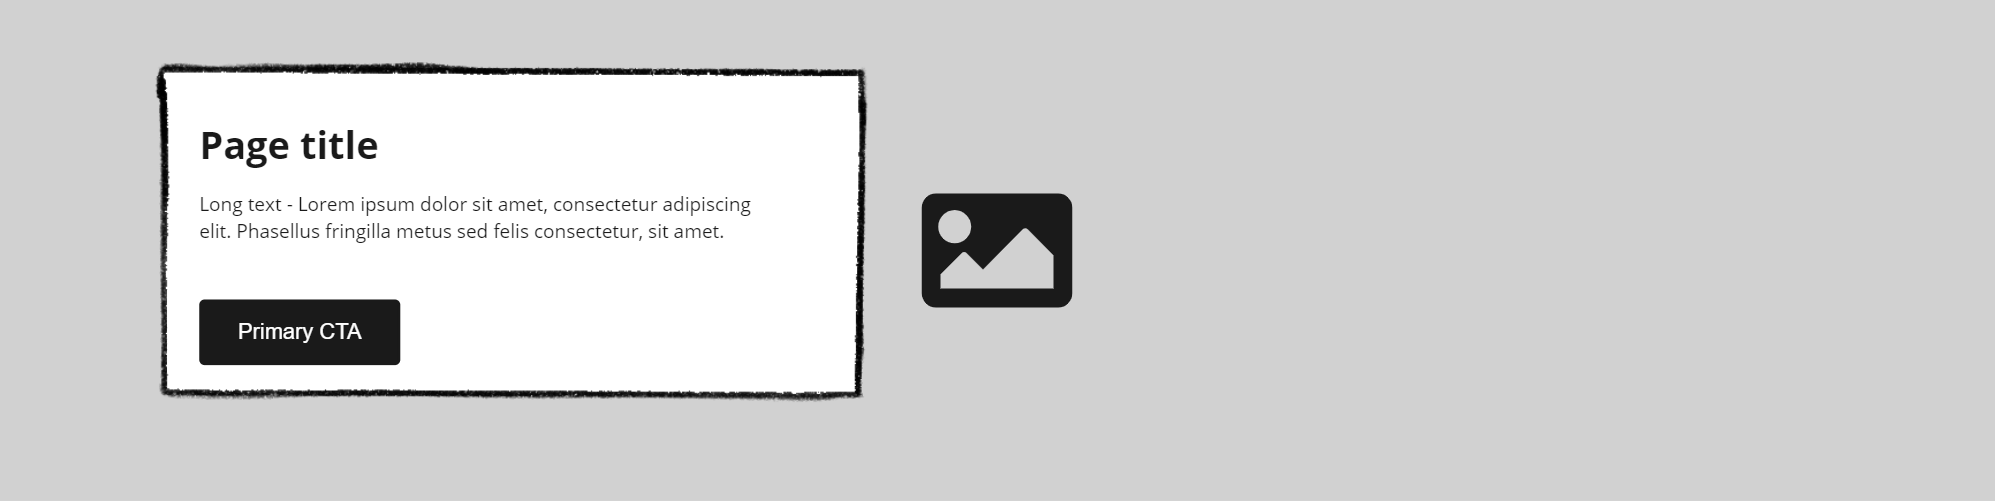 Page title
Long text - Lorem ipsum dolor sit amet, consectetur adipiscing
elit. Phasellus fringilla metus sed felis consectetur, sit amet.
Primary CTA